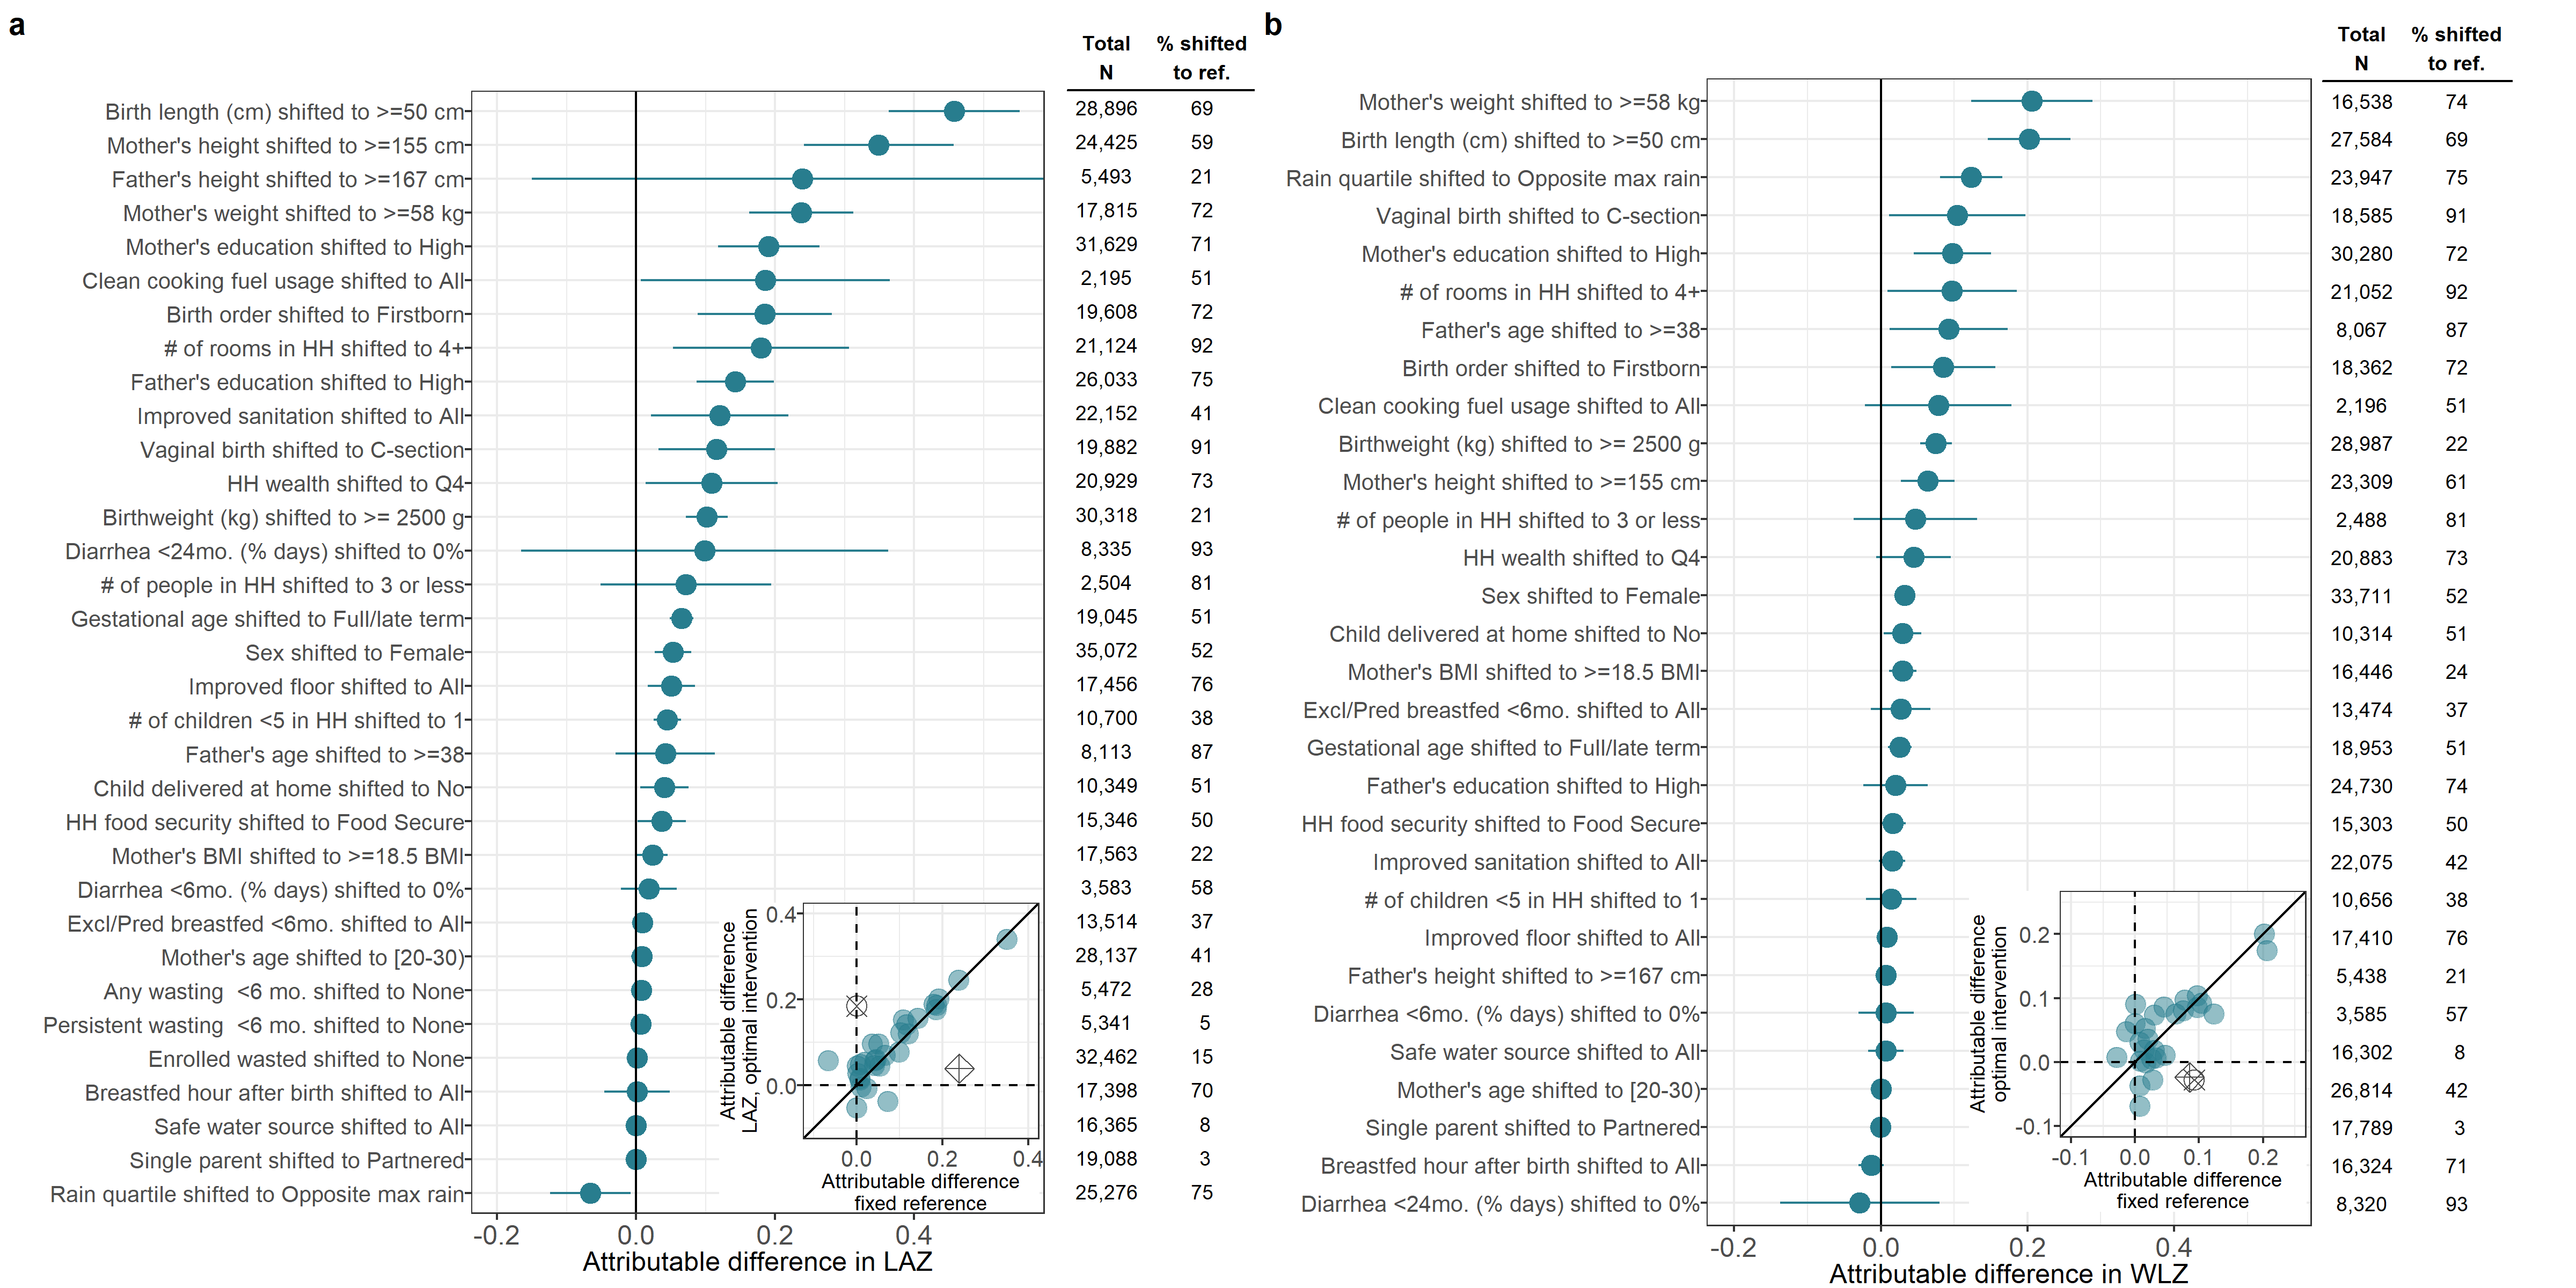 a
Total % shifted
N to ref.
Birth length (cm) shifted to >=50 cm 28,896 69
Mother's height shifted to >=155 cm 24,425 59
Father's height shifted to >=167 cm 5,493 21
Mother's weight shifted to >=58 kg 17,815 72
Mother's education shifted to High 31,629 71
Clean cooking fuel usage shifted to All 2,195 51
Birth order shifted to Firstborn 19,608 72
# of rooms in HH shifted to 4+ 21,124 92
Father's education shifted to High 26,033 75
Improved sanitation shifted to All 22,152 41
Vaginal birth shifted to C-section 19,882 91
HH wealth shifted to Q4 20,929 73
Birthweight (kg) shifted to >= 2500 g 30,318 21
Diarrhea <24mo. (% days) shifted to 0% 8,335 93
# of people in HH shifted to 3 or less 2,504 81
Gestational age shifted to Full/late term 19,045 51
Sex shifted to Female 35,072 52
Improved floor shifted to All 17,456 76
# of children <5 in HH shifted to 1 10,700 38
Father's age shifted to >=38 8,113 87
Child delivered at home shifted to No 10,349 51
HH food security shifted to Food Secure 15,346 50
Mother's BMI shifted to >=18.5 BMI 17,563 22
Diarrhea <6mo. (% days) shifted to 0% 3,583 58
Excl/Pred breastfed <6mo. shifted to All 13,514 37
Mother's age shifted to [20-30) 28,137 41
Any wasting <6 mo. shifted to None 5,472 28
Persistent wasting <6 mo. shifted to None 5,341 5
Enrolled wasted shifted to None 32,462 15
Breastfed hour after birth shifted to All 17,398 70
Safe water source shifted to All 16,365 8
Single parent shifted to Partnered 19,088 3
Rain quartile shifted to Opposite max rain 25,276 75
-0.2 0.0 0.2 0.4
Attributable difference in LAZ
Attributable difference
LAZ, optimal intervention
0.4
0.2
0.0
0.0 0.2 0.4
Attributable difference
fixed reference
b
Total % shifted
N to ref.
Mother's weight shifted to >=58 kg 16,538 74
Birth length (cm) shifted to >=50 cm 27,584 69
Rain quartile shifted to Opposite max rain 23,947 75
Vaginal birth shifted to C-section 18,585 91
Mother's education shifted to High 30,280 72
# of rooms in HH shifted to 4+ 21,052 92
Father's age shifted to >=38 8,067 87
Birth order shifted to Firstborn 18,362 72
Clean cooking fuel usage shifted to All 2,196 51
Birthweight (kg) shifted to >= 2500 g 28,987 22
Mother's height shifted to >=155 cm 23,309 61
# of people in HH shifted to 3 or less 2,488 81
HH wealth shifted to Q4 20,883 73
Sex shifted to Female 33,711 52
Child delivered at home shifted to No 10,314 51
Mother's BMI shifted to >=18.5 BMI 16,446 24
Excl/Pred breastfed <6mo. shifted to All 13,474 37
Gestational age shifted to Full/late term 18,953 51
Father's education shifted to High 24,730 74
HH food security shifted to Food Secure 15,303 50
Improved sanitation shifted to All 22,075 42
# of children <5 in HH shifted to 1 10,656 38
Improved floor shifted to All 17,410 76
Father's height shifted to >=167 cm 5,438 21
Diarrhea <6mo. (% days) shifted to 0% 3,585 57
Safe water source shifted to All 16,302 8
Mother's age shifted to [20-30) 26,814 42
Single parent shifted to Partnered 17,789 3
Breastfed hour after birth shifted to All 16,324 71
Diarrhea <24mo. (% days) shifted to 0% 8,320 93
-0.2 0.0 0.2 0.4
Attributable difference in WLZ
Attributable difference
optimal intervention
0.2
0.1
0.0
-0.1
-0.1 0.0 0.1 0.2
Attributable difference
fixed reference